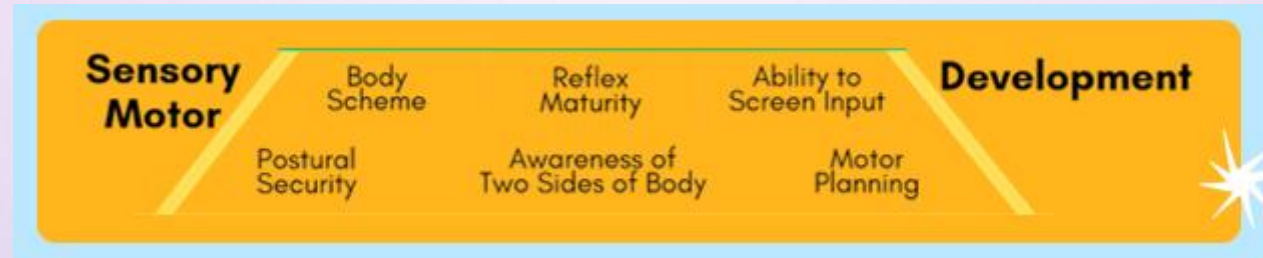 Sensory
Motor
Body
Scheme
Reflex
Maturity
Ability to
Screen Input
Development
Postural
Security
Awareness of
Two Sides of Body
Motor
Planning